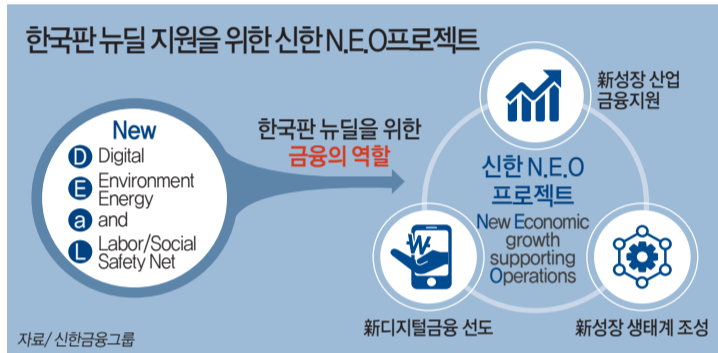 한국판 뉴딜 지원을 위한 신한 N.E.O프로젝트
New
D Digital
E Environment
Energy
a and
L Labor/Social
Safety Net
한국판 뉴딜을 위한
금융의 역할
新성장 산업
금융지원
신한 N.E.O
프로젝트
New Economic
growth
supporting
Operations
₩
新디지털금융 선도
新성장 생태계 조성
자료/신한금융그룹